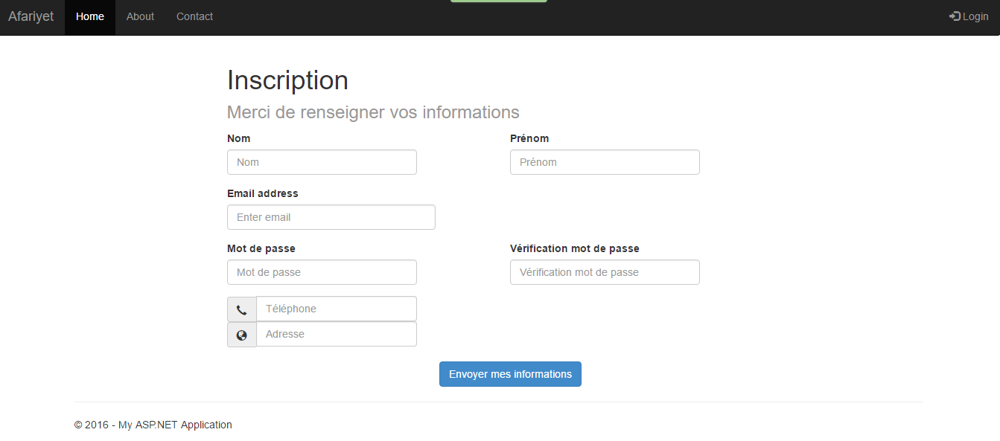 Afariyet Home About Contact Login
Inscription
Merci de renseigner vos informations
Nom Prénom
Nom Prénom
Email address
Enter email
Mot de passe Vérification mot de passe
Mot de passe Vérification mot de passe
Téléphone
Adresse
Envoyer mes informations
© 2016 - My ASP.NET Application